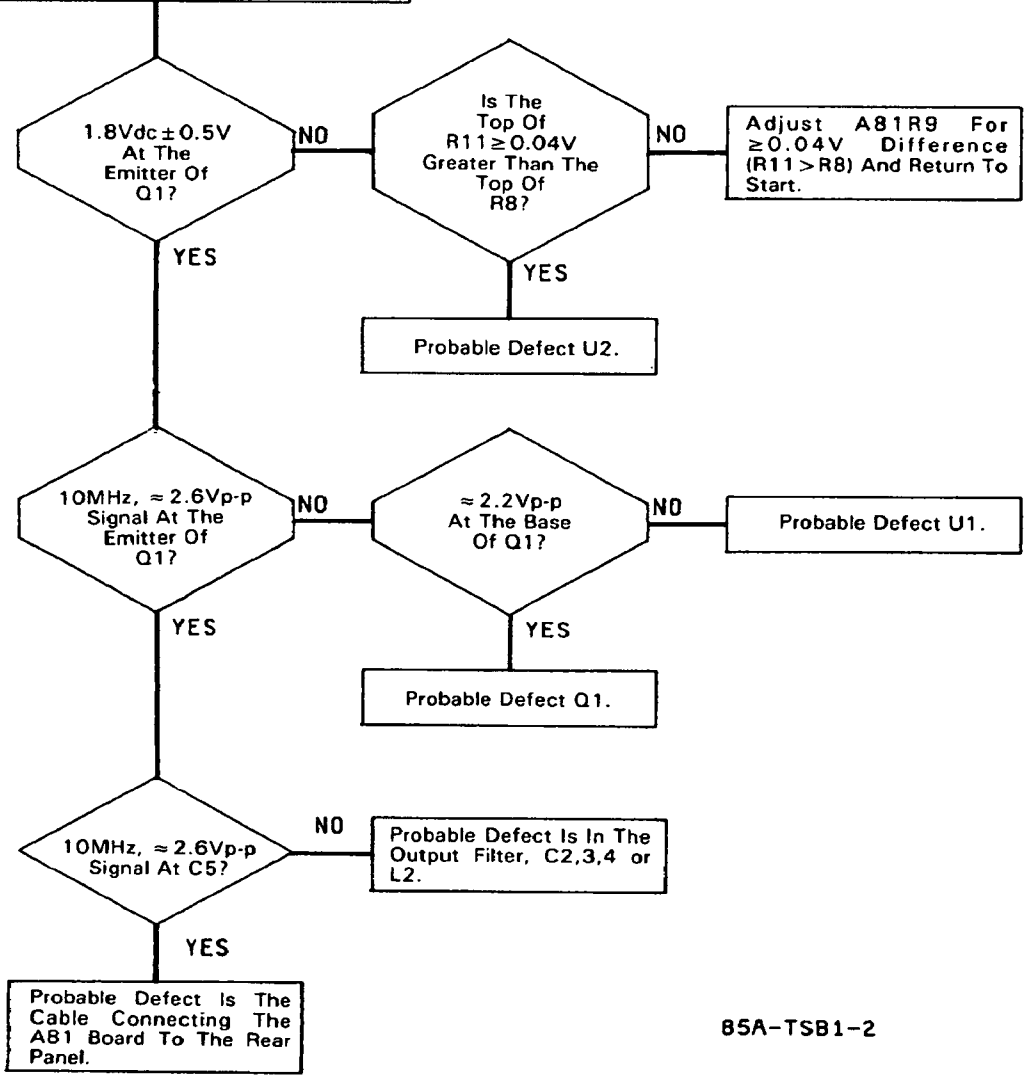 1.8Vdc±0.5V
At The
Emitter Of
Q1?
NO
Is The
Top Of
R11≥0.04V
Greater Than The
Top Of
R8?
NO
Adjust A81R9 For
≥0.04V Difference
(R11>R8) And Return To
Start.
YES
YES
Probable Defect U2.
10MHz, ≈2.6Vp-p
Signal At The
Emitter Of
Q1?
NO
≈2.2Vp-p
At The Base
Of Q1?
NO
Probable Defect U1.
YES
YES
Probable Defect Q1.
10MHz, ≈2.6Vp-p
Signal At C5?
NO
Probable Defect Is In The
Output Filter, C2,3,4 or
L2.
YES
Probable Defect Is The
Cable Connecting The
A81 Board To The Rear
Panel.
85A-TSB1-2